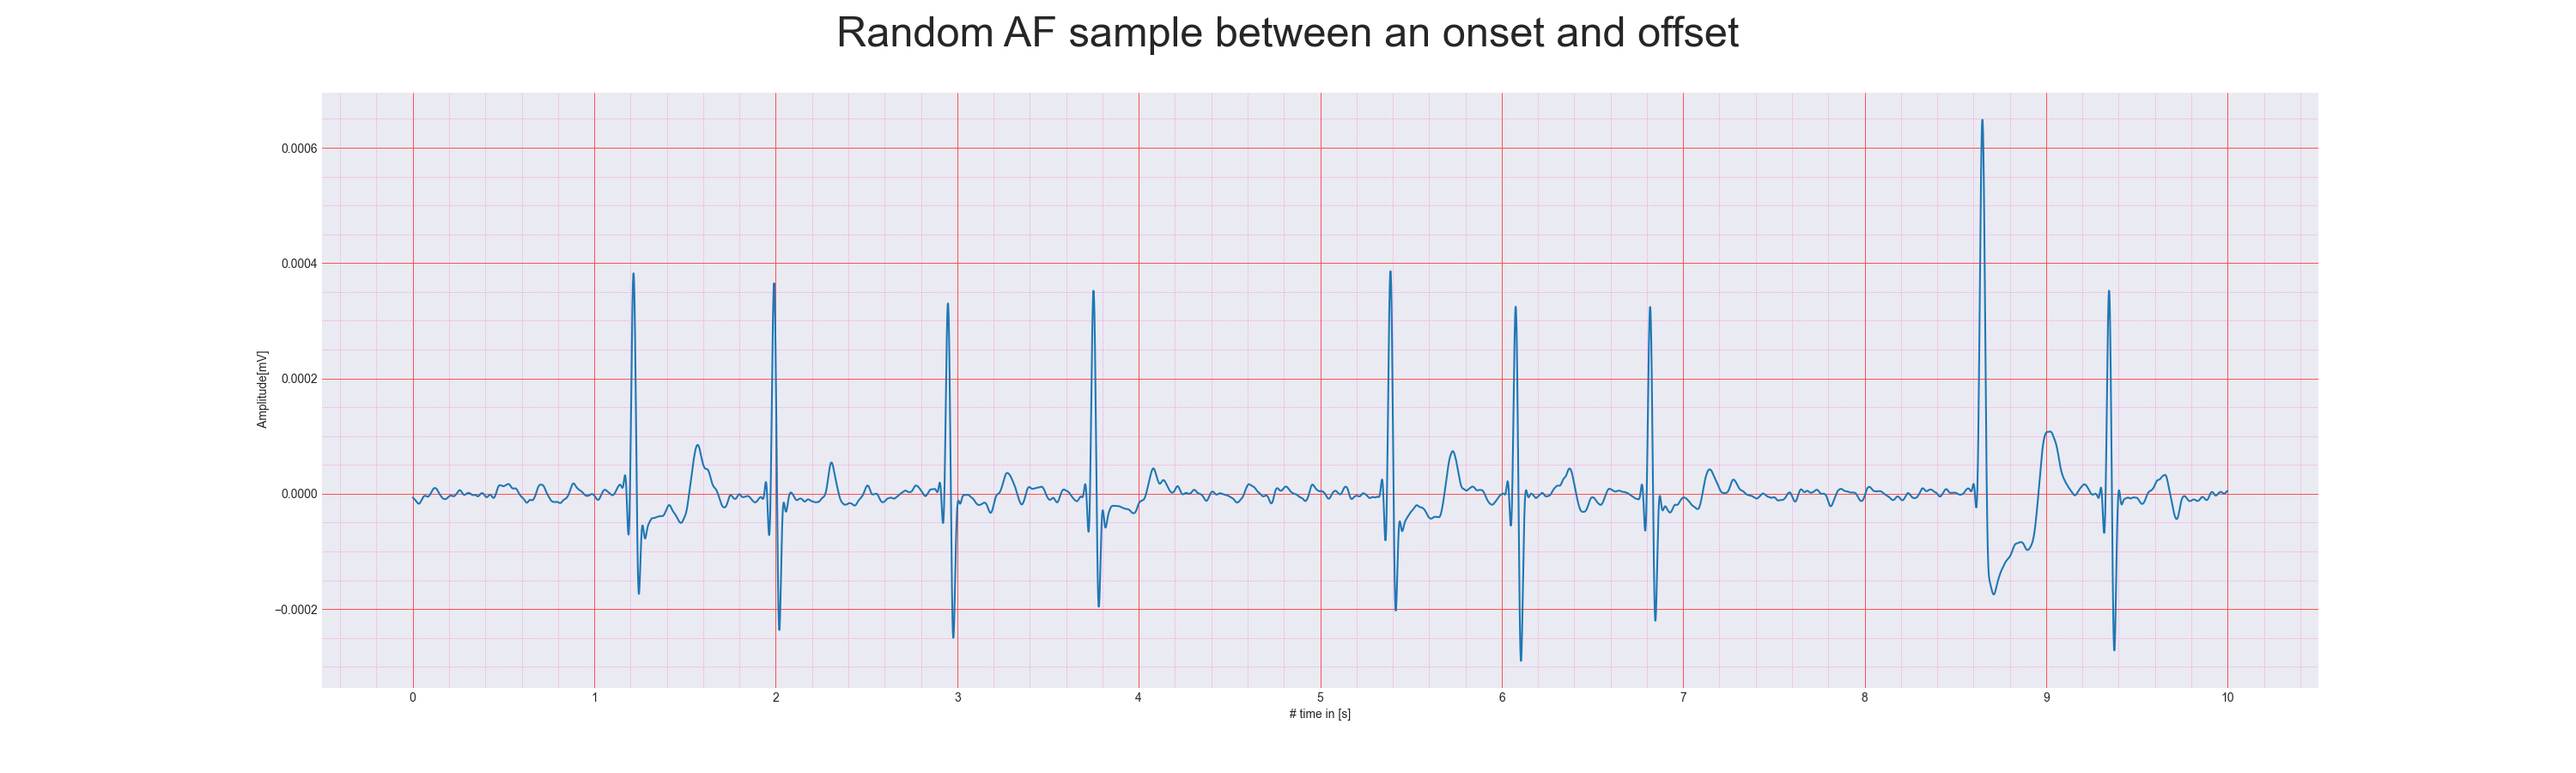 Random AF sample between an onset and offset
0.0006
0.0004
0.0002
0.0000
−0.0002
Amplitude[mV]
0 1 2 3 4 5 6 7 8 9 10
# time in [s]